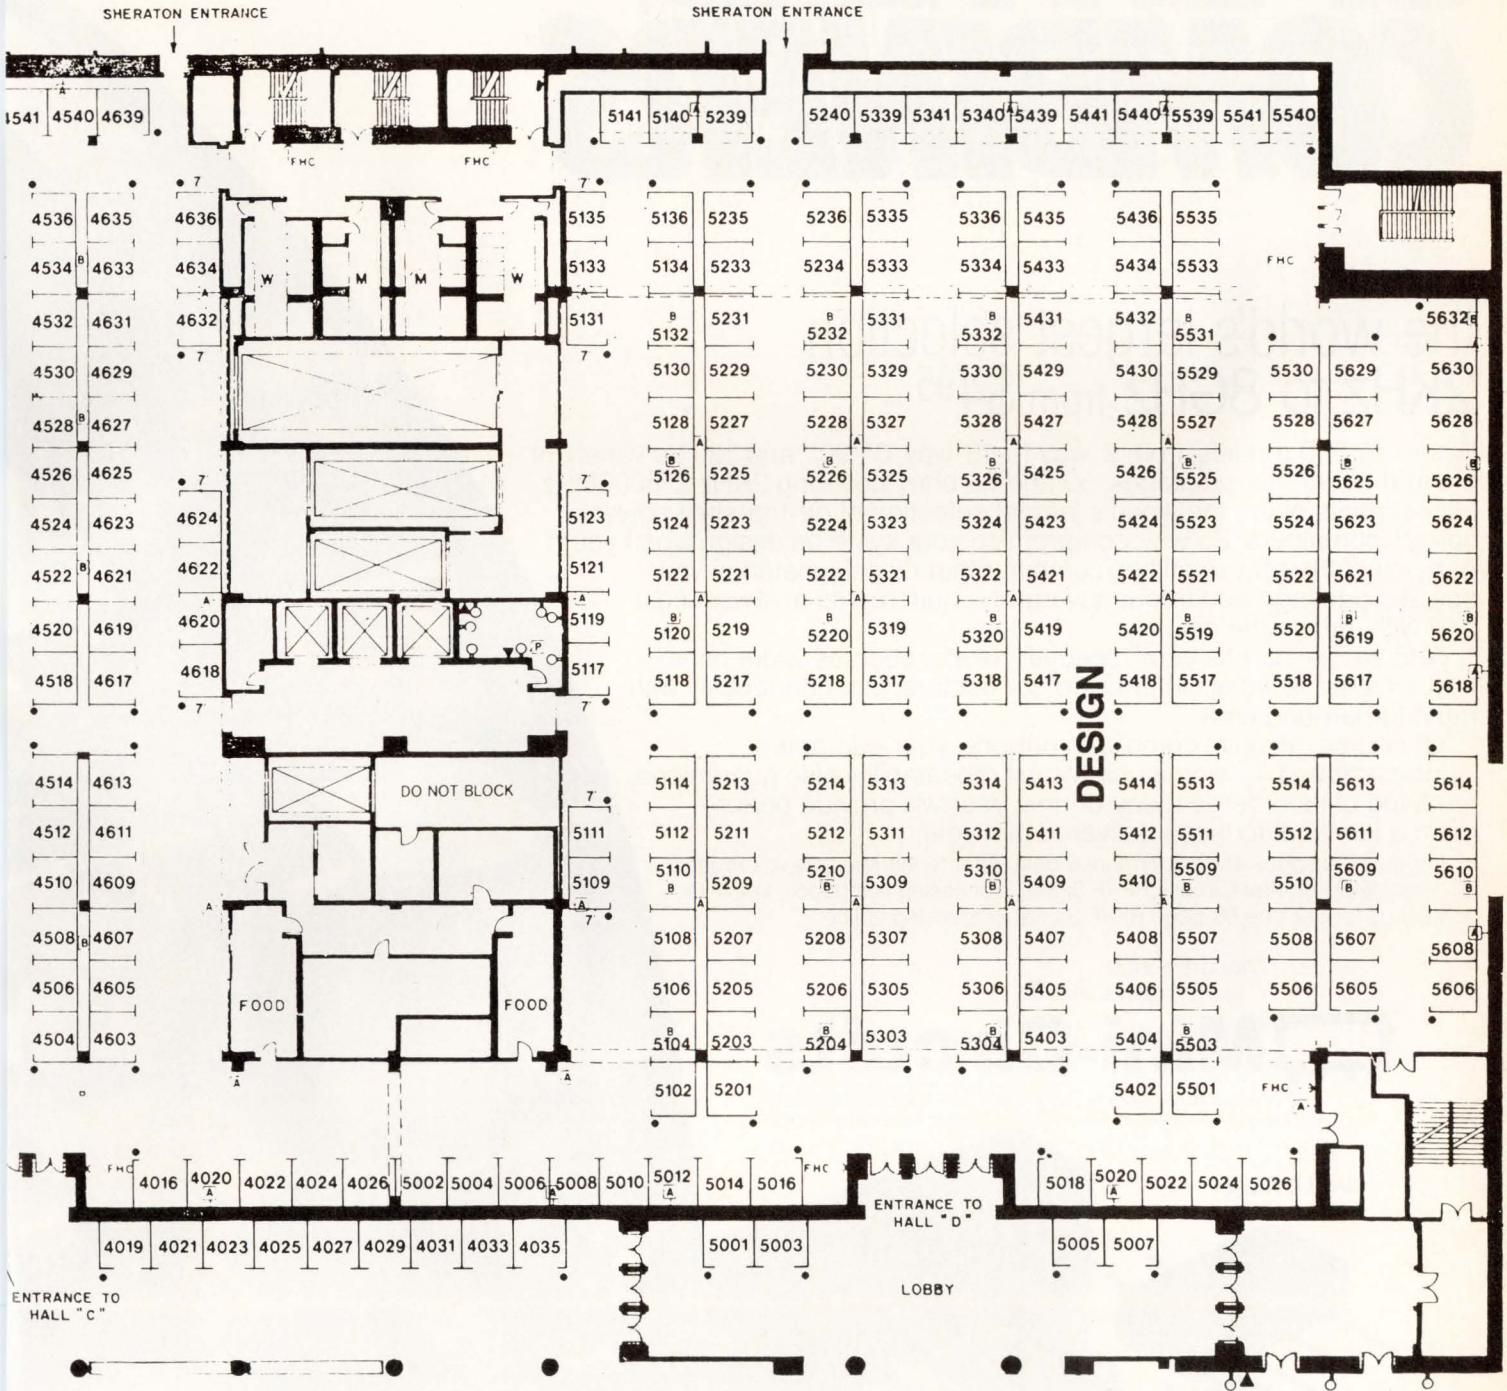 SHERATON ENTRANCE SHERATON ENTRANCE
4541 4540 4639 5141 5140 A 5239 5240 5339 5341 5340 A 5439 5441 5440 A 5539 5541 5540
A
FHC FHC
7' 7'
4536 4635 4636 5135 5136 5235 5236 5335 5336 5435 5436 5535
4534 B 4633 4634 W M M W 5133 5134 5233 5234 5333 5334 5433 5434 5533 FHC
A A
4532 4631 4632 5131 B 5132 5231 B 5232 5331 B 5332 5431 5432 B 5531 5632 B
7' 7' A
4530 4629 5130 5229 5230 5329 5330 5429 5430 5529 5530 5629 5630
4528 B 4627 5128 5227 5228 5327 5328 5427 5428 5527 5528 5627 5628
A A A A
4526 4625 B 5126 5225 B 5226 5325 B 5326 5425 5426 B 5525 5526 B 5625 B 5626
7' 7'
4524 4623 4624 5123 5124 5223 5224 5323 5324 5423 5424 5523 5524 5623 5624
4522 B 4621 4622 5121 5122 5221 5222 5321 5322 5421 5422 5521 5522 5621 5622
A A A A A A
4520 4619 4620 P 5119 B 5120 5219 B 5220 5319 B 5320 5419 5420 B 5519 5520 B 5619 B 5620
4518 4617 4618 5117 5118 5217 5218 5317 5318 5417 5418 5517 5518 5617 A 5618
7' 7'
DESIGN
4514 4613 DO NOT BLOCK 5114 5213 5214 5313 5314 5413 5414 5513 5514 5613 5614
7'
4512 4611 5111 5112 5211 5212 5311 5312 5411 5412 5511 5512 5611 5612
4510 4609 5109 5110 B 5209 5210 B 5309 5310 B 5409 5410 5509 B 5510 5609 B 5610 B
A A 7' A A A A
4508 B 4607 5108 5207 5208 5307 5308 5407 5408 5507 5508 5607 A 5608
4506 4605 FOOD FOOD 5106 5205 5206 5305 5306 5405 5406 5505 5506 5605 5606
4504 4603 B 5104 5203 B 5204 5303 B 5304 5403 5404 B 5503
A A
5102 5201 5402 5501 FHC
A
FHC 4016 4020 A 4022 4024 4026 5002 5004 5006 A 5008 5010 5012 A 5014 5016 FHC 5018 5020 A 5022 5024 5026
ENTRANCE TO
HALL "D"
4019 4021 4023 4025 4027 4029 4031 4033 4035 5001 5003 5005 5007
LOBBY
ENTRANCE TO
HALL "C"